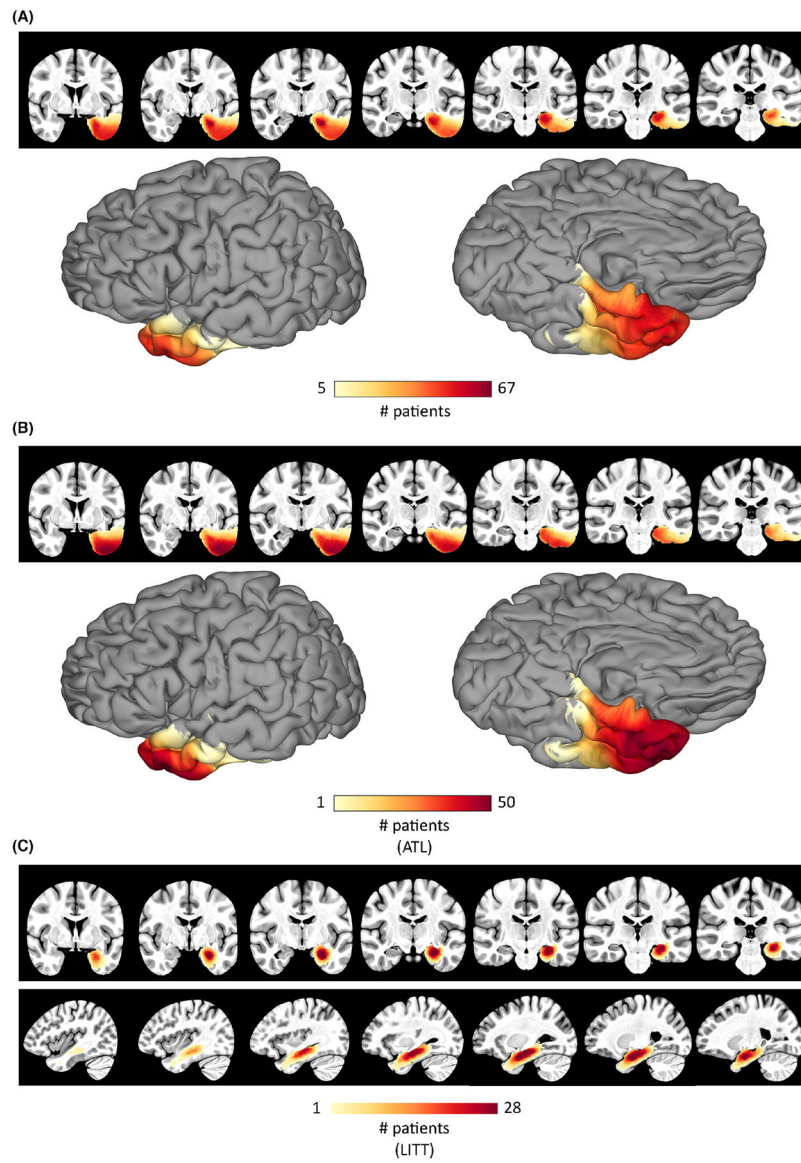 (A)
5 67
# patients
(B)
1 50
# patients
(ATL)
(C)
1 28
# patients
(LITT)